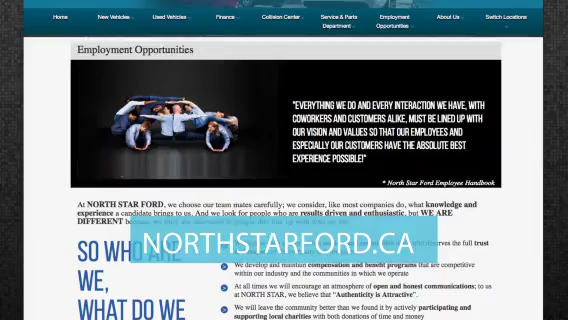 Home New Vehicles Used Vehicles Finance Collision Center Service & Parts Department Employment Opportunities About Us Switch Locations
Employment Opportunities
"EVERYTHING WE DO AND EVERY INTERACTION WE HAVE, WITH
COWORKERS AND CUSTOMERS ALIKE, MUST BE LINED UP WITH
OUR VISION AND VALUES SO THAT OUR EMPLOYEES AND
ESPECIALLY OUR CUSTOMERS HAVE THE ABSOLUTE BEST
EXPERIENCE POSSIBLE!"
* North Star Ford Employee Handbook
At NORTH STAR FORD, we choose our team mates carefully; we consider, like most companies do, what knowledge and
experience a candidate brings to us. And we look for people who are results driven and enthusiastic, but WE ARE
DIFFERENT
NORTHSTARFORD.CA
deserves the full trust
SO WHO ARE
WE,
WHAT DO WE
We develop and maintain compensation and benefit programs that are competitive
within our industry and the communities in which we operate
At all times we will encourage an atmosphere of open and honest communications; to us
at NORTH STAR, we believe that "Authenticity is Attractive".
We will leave the community better than we found it by actively participating and
supporting local charities with both donations of time and money